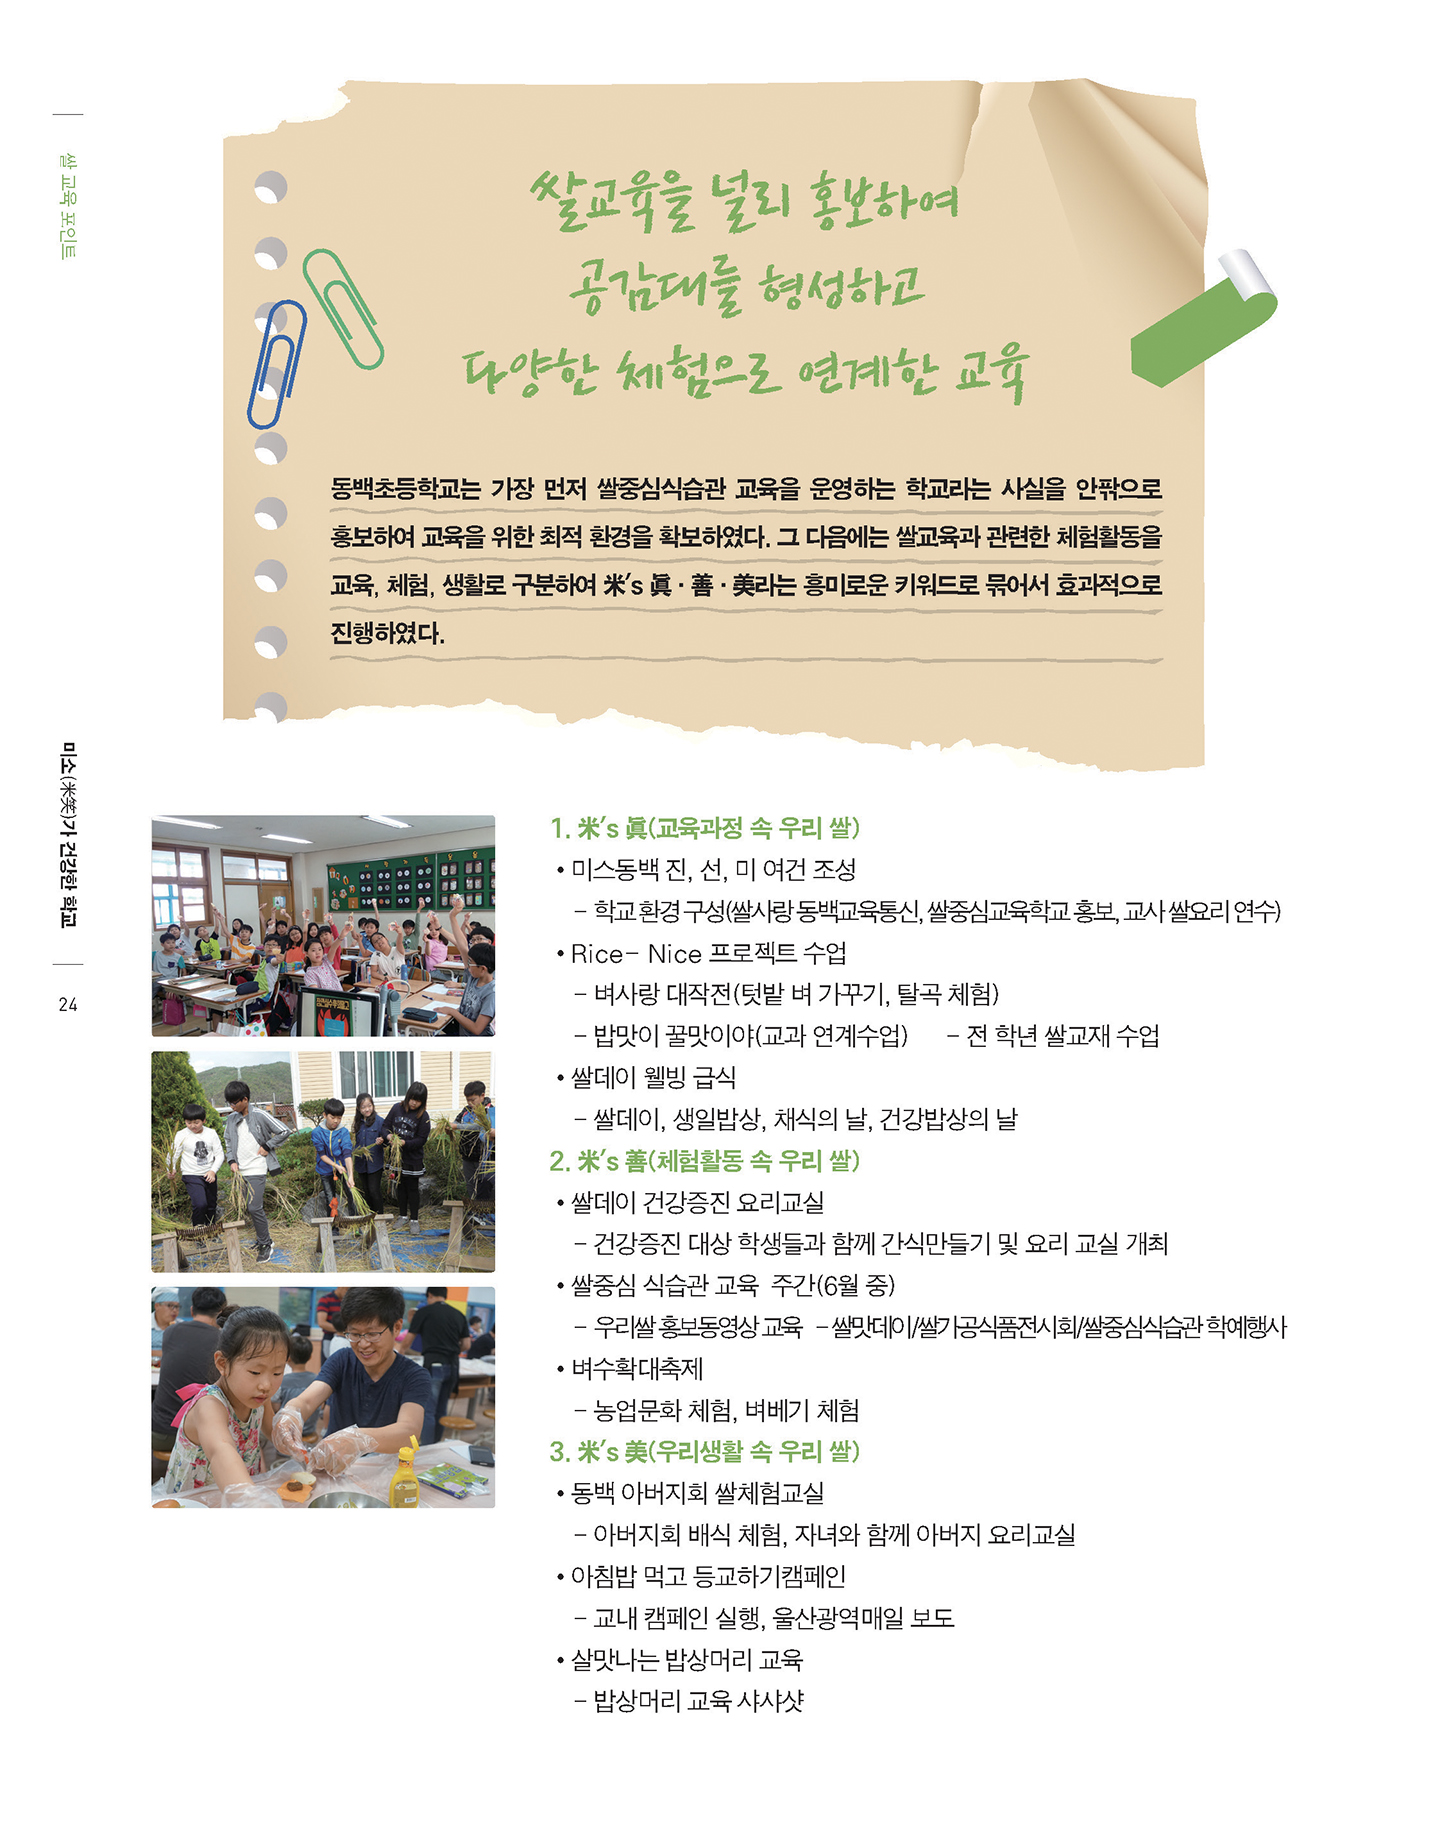 쌀 교육 포인트
미소(米笑)가 건강한 학교
24
쌀교육을 널리 홍보하여
공감대를 형성하고
다양한 체험으로 연계한 교육
동백초등학교는 가장 먼저 쌀중심식습관 교육을 운영하는 학교라는 사실을 안팎으로
홍보하여 교육을 위한 최적 환경을 확보하였다. 그 다음에는 쌀교육과 관련한 체험활동을
교육, 체험, 생활로 구분하여 米's 眞·善·美라는 흥미로운 키워드로 묶어서 효과적으로
진행하였다.
1. 米's 眞(교육과정 속 우리 쌀)
• 미스동백 진, 선, 미 여건 조성
- 학교 환경 구성(쌀사랑 동백교육통신, 쌀중심교육학교 홍보, 교사 쌀요리 연수)
• Rice- Nice 프로젝트 수업
- 벼사랑 대작전(텃밭 벼 가꾸기, 탈곡 체험)
- 밥맛이 꿀맛이야(교과 연계수업) - 전 학년 쌀교재 수업
• 쌀데이 웰빙 급식
- 쌀데이, 생일밥상, 채식의 날, 건강밥상의 날
2. 米's 善(체험활동 속 우리 쌀)
• 쌀데이 건강증진 요리교실
- 건강증진 대상 학생들과 함께 간식만들기 및 요리 교실 개최
• 쌀중심 식습관 교육 주간(6월 중)
- 우리쌀 홍보동영상 교육 - 쌀맛데이/쌀가공식품전시회/쌀중심식습관 학예행사
• 벼수확대축제
- 농업문화 체험, 벼베기 체험
3. 米's 美(우리생활 속 우리 쌀)
• 동백 아버지회 쌀체험교실
- 아버지회 배식 체험, 자녀와 함께 아버지 요리교실
• 아침밥 먹고 등교하기캠페인
- 교내 캠페인 실행, 울산광역매일 보도
• 살맛나는 밥상머리 교육
- 밥상머리 교육 샤샤샷